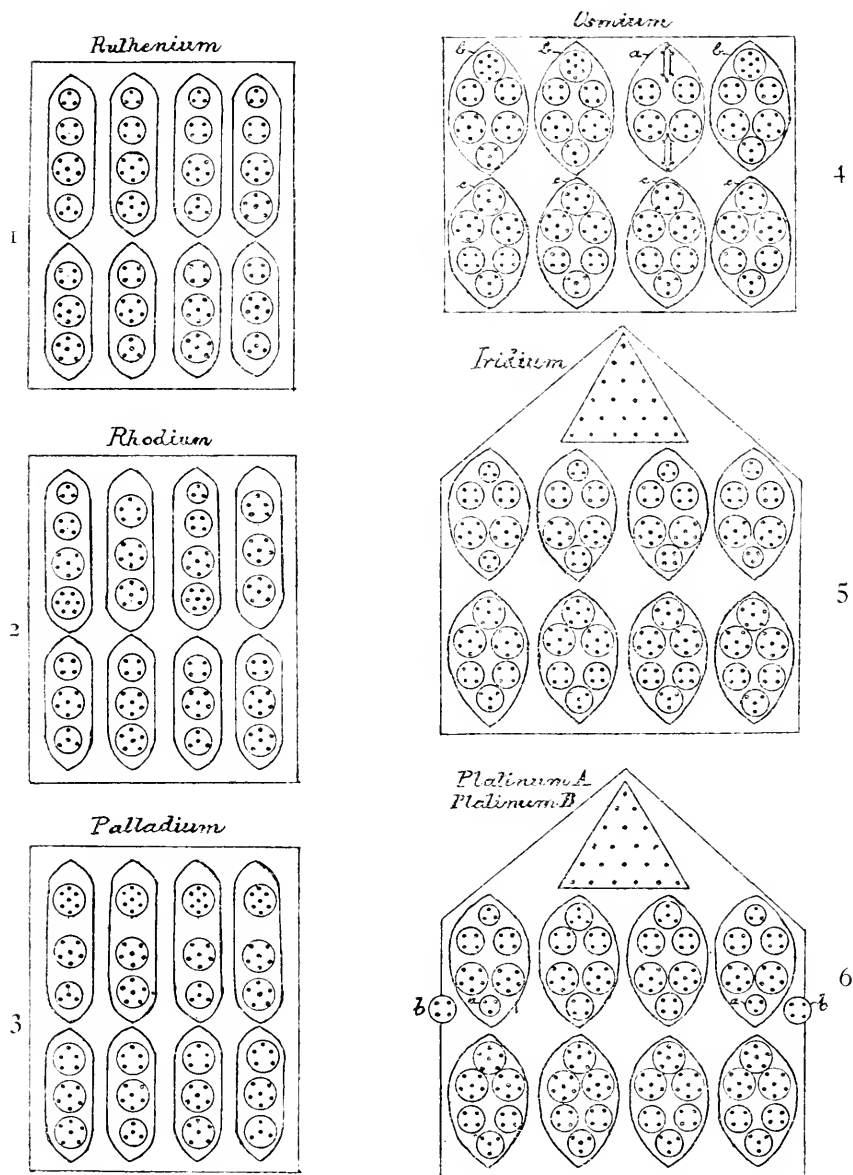 Ruthenium
1
Rhodium
2
Palladium
3
Osmium
b
b
a
b
c
c
c
c
4
Iridium
5
Platinum A
Platinum B
a
a
b
b
6